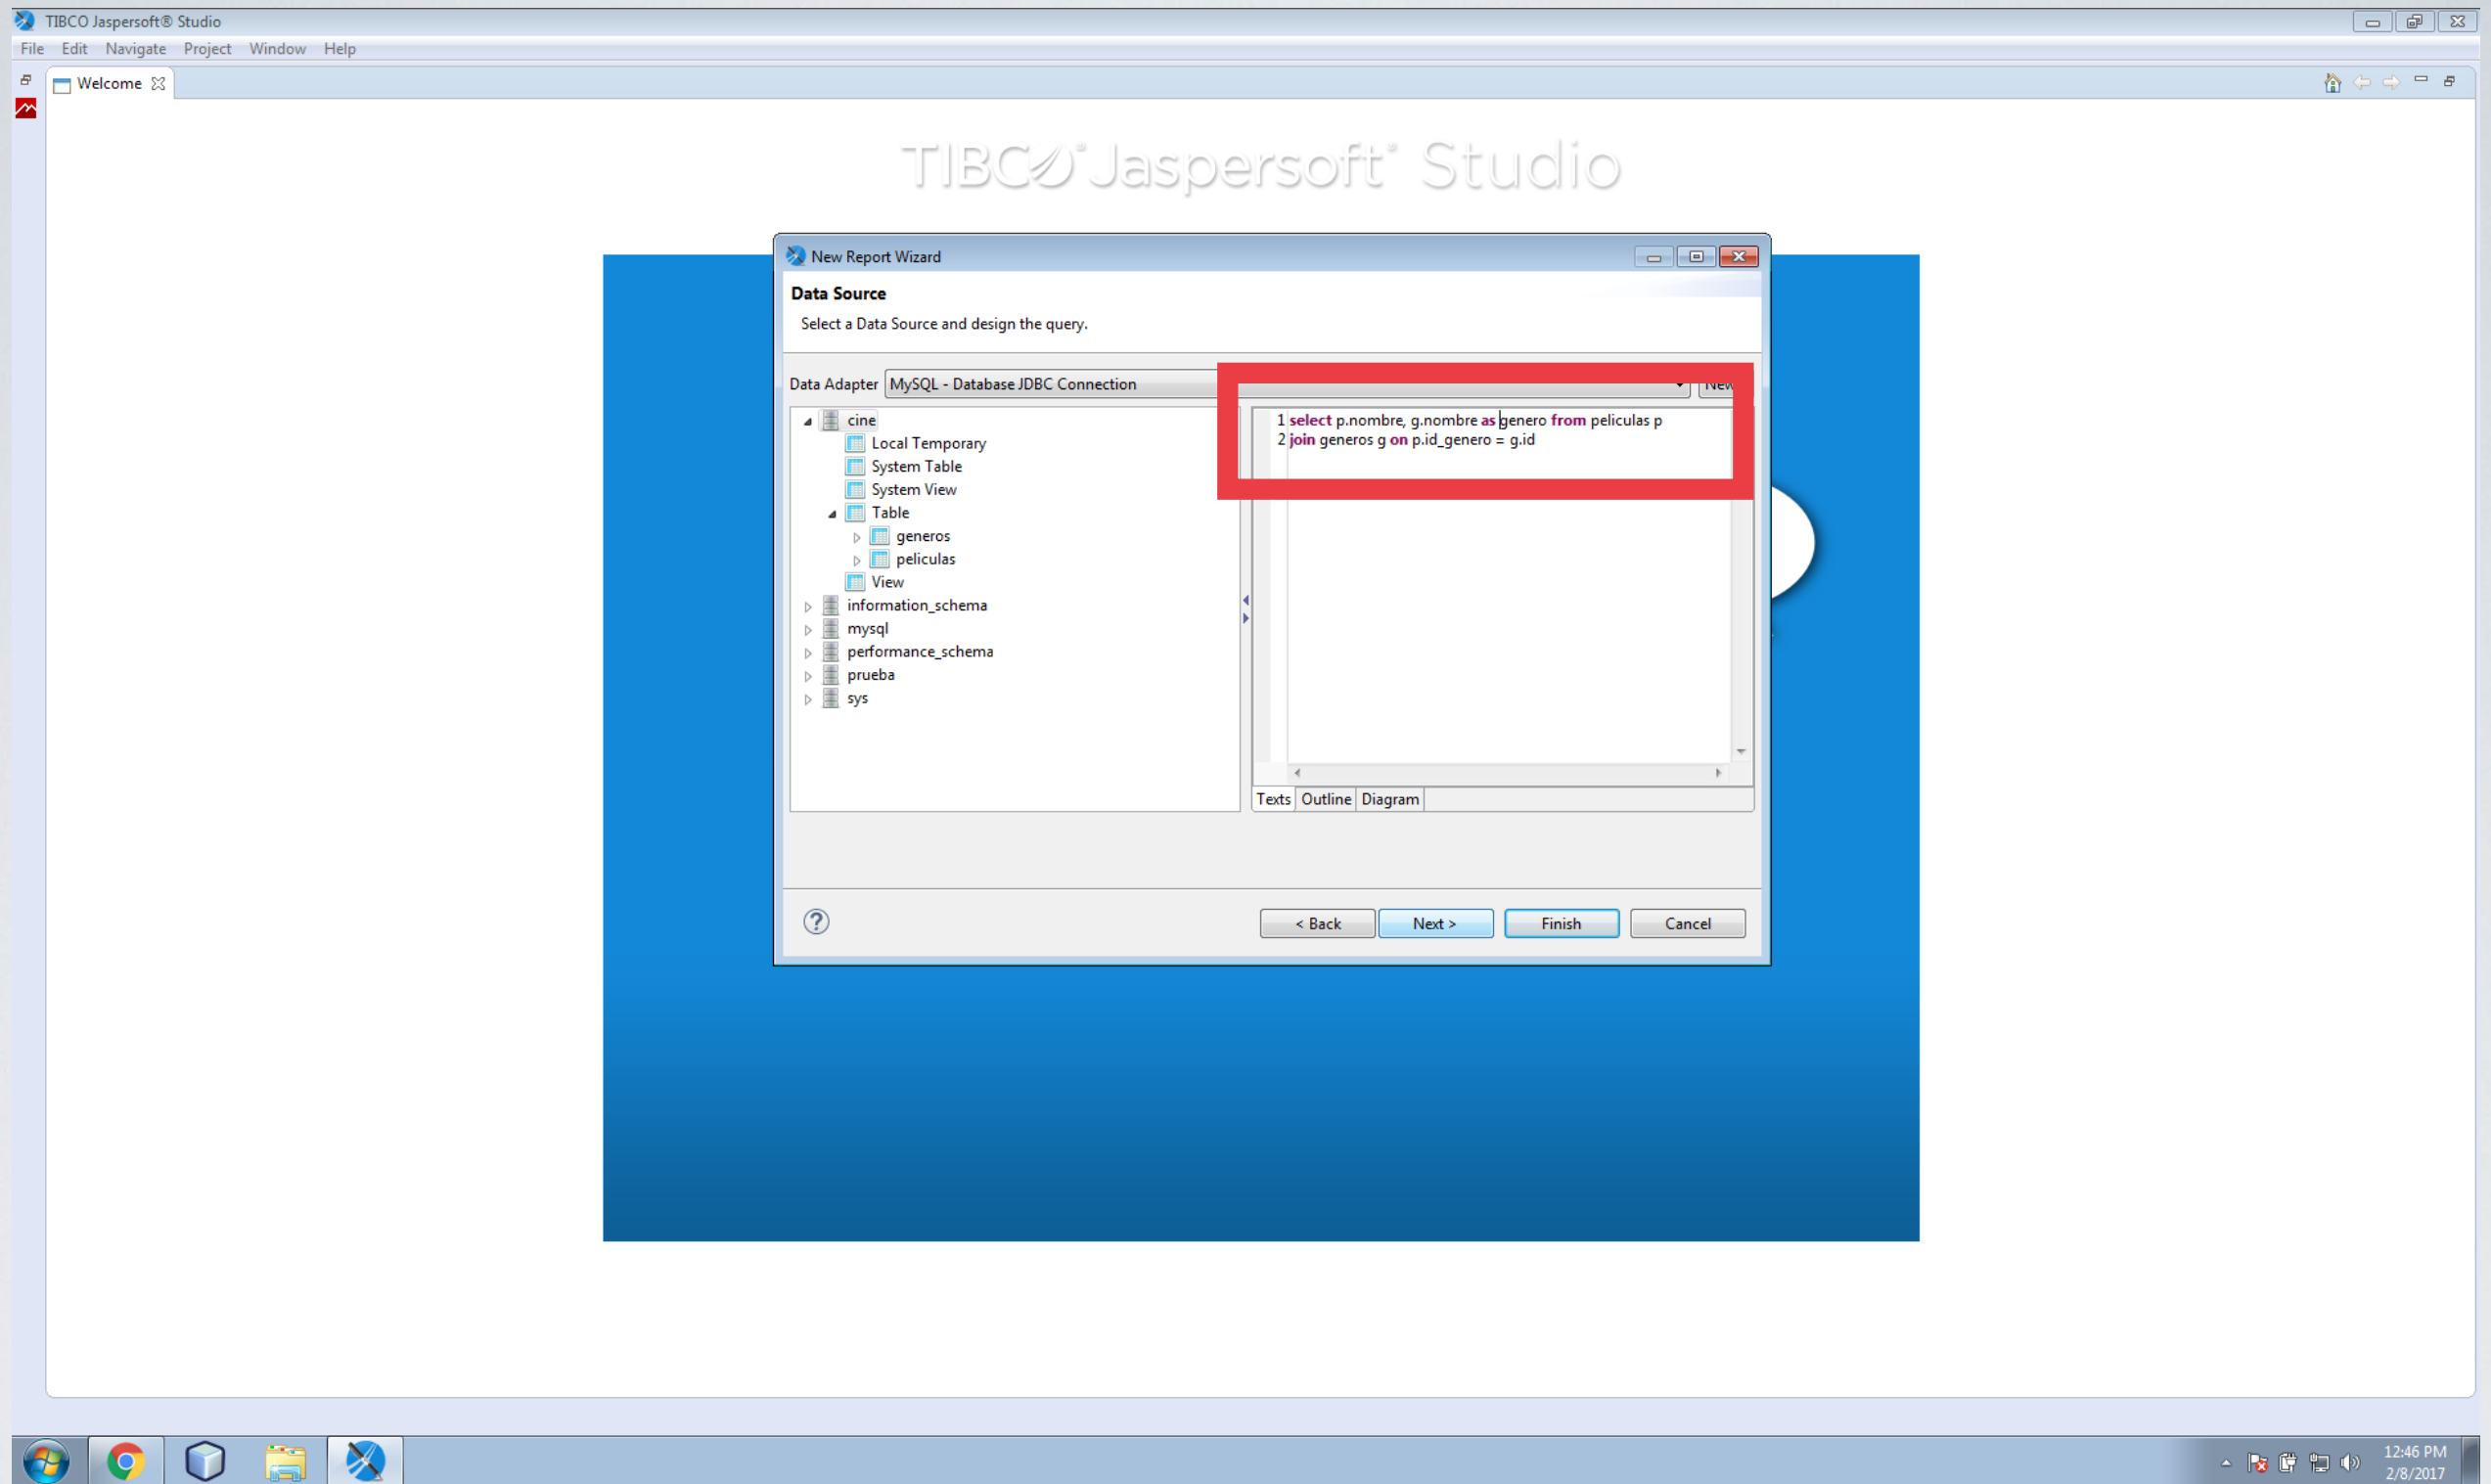 TIBCO Jaspersoft® Studio
File Edit Navigate Project Window Help
Welcome
TIBCO® Jaspersoft® Studio
New Report Wizard
Data Source
Select a Data Source and design the query.
Data Adapter MySQL - Database JDBC Connection New
cine
Local Temporary
System Table
System View
Table
generos
peliculas
View
information_schema
mysql
performance_schema
prueba
sys
1 select p.nombre, g.nombre as genero from peliculas p
2 join generos g on p.id_genero = g.id
Texts Outline Diagram
< Back Next > Finish Cancel
12:46 PM
2/8/2017